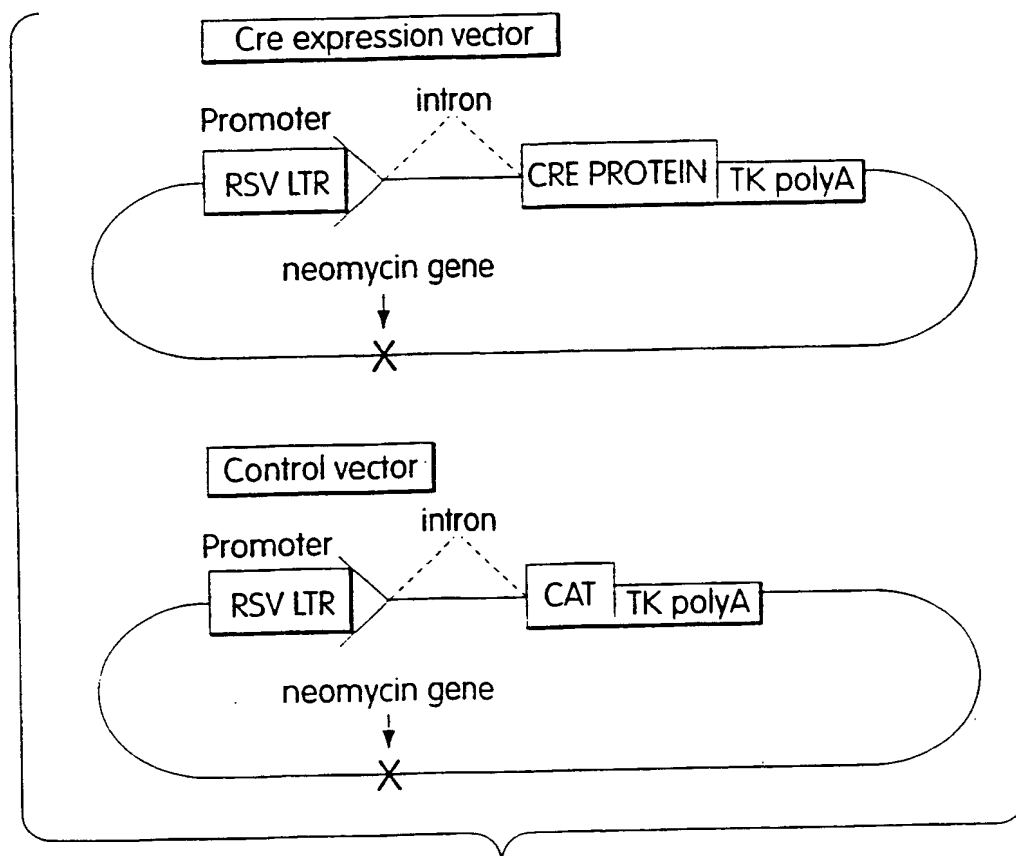 Cre expression vector
intron
Promoter
RSV LTR
CRE PROTEIN
TK polyA
neomycin gene
X
Control vector
intron
Promoter
RSV LTR
CAT
TK polyA
neomycin gene
X